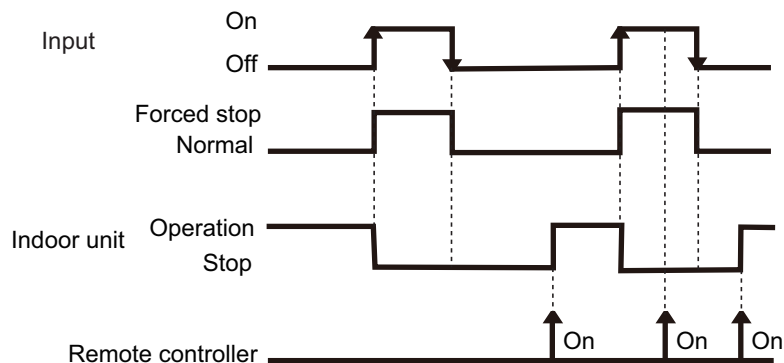 On
Input
Off
Forced stop
Normal
Operation
Indoor unit
Stop
On On On
Remote controller